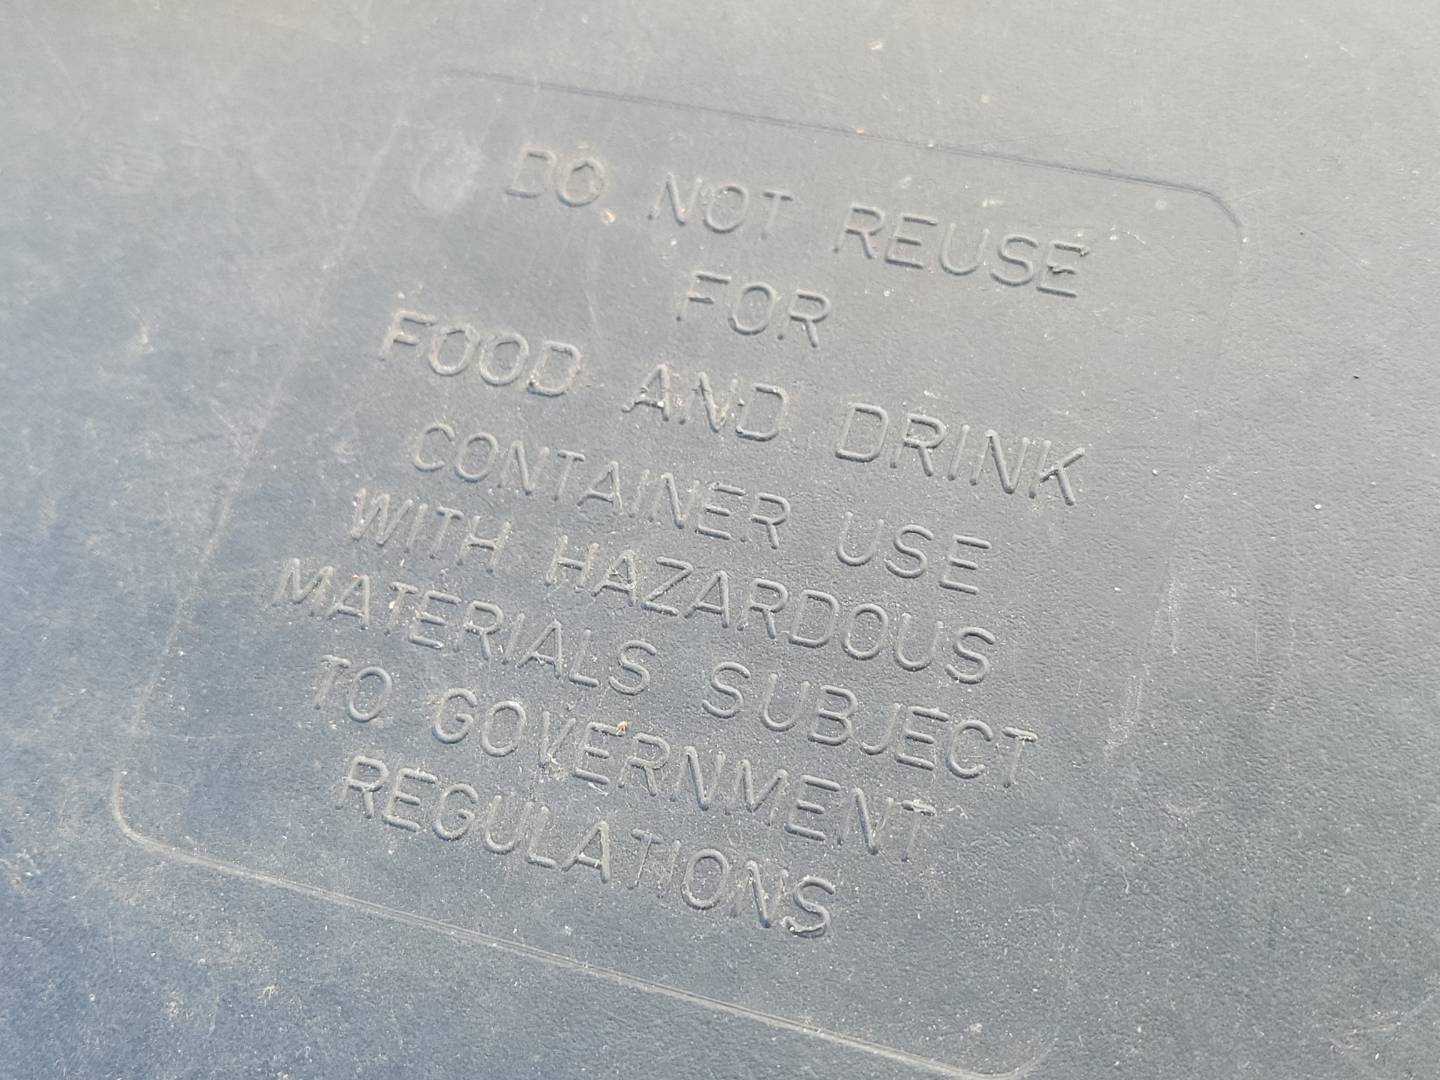 DO NOT REUSE
FOR
FOOD AND DRINK
CONTAINER USE
WITH HAZARDOUS
MATERIALS SUBJECT
TO GOVERNMENT
REGULATIONS